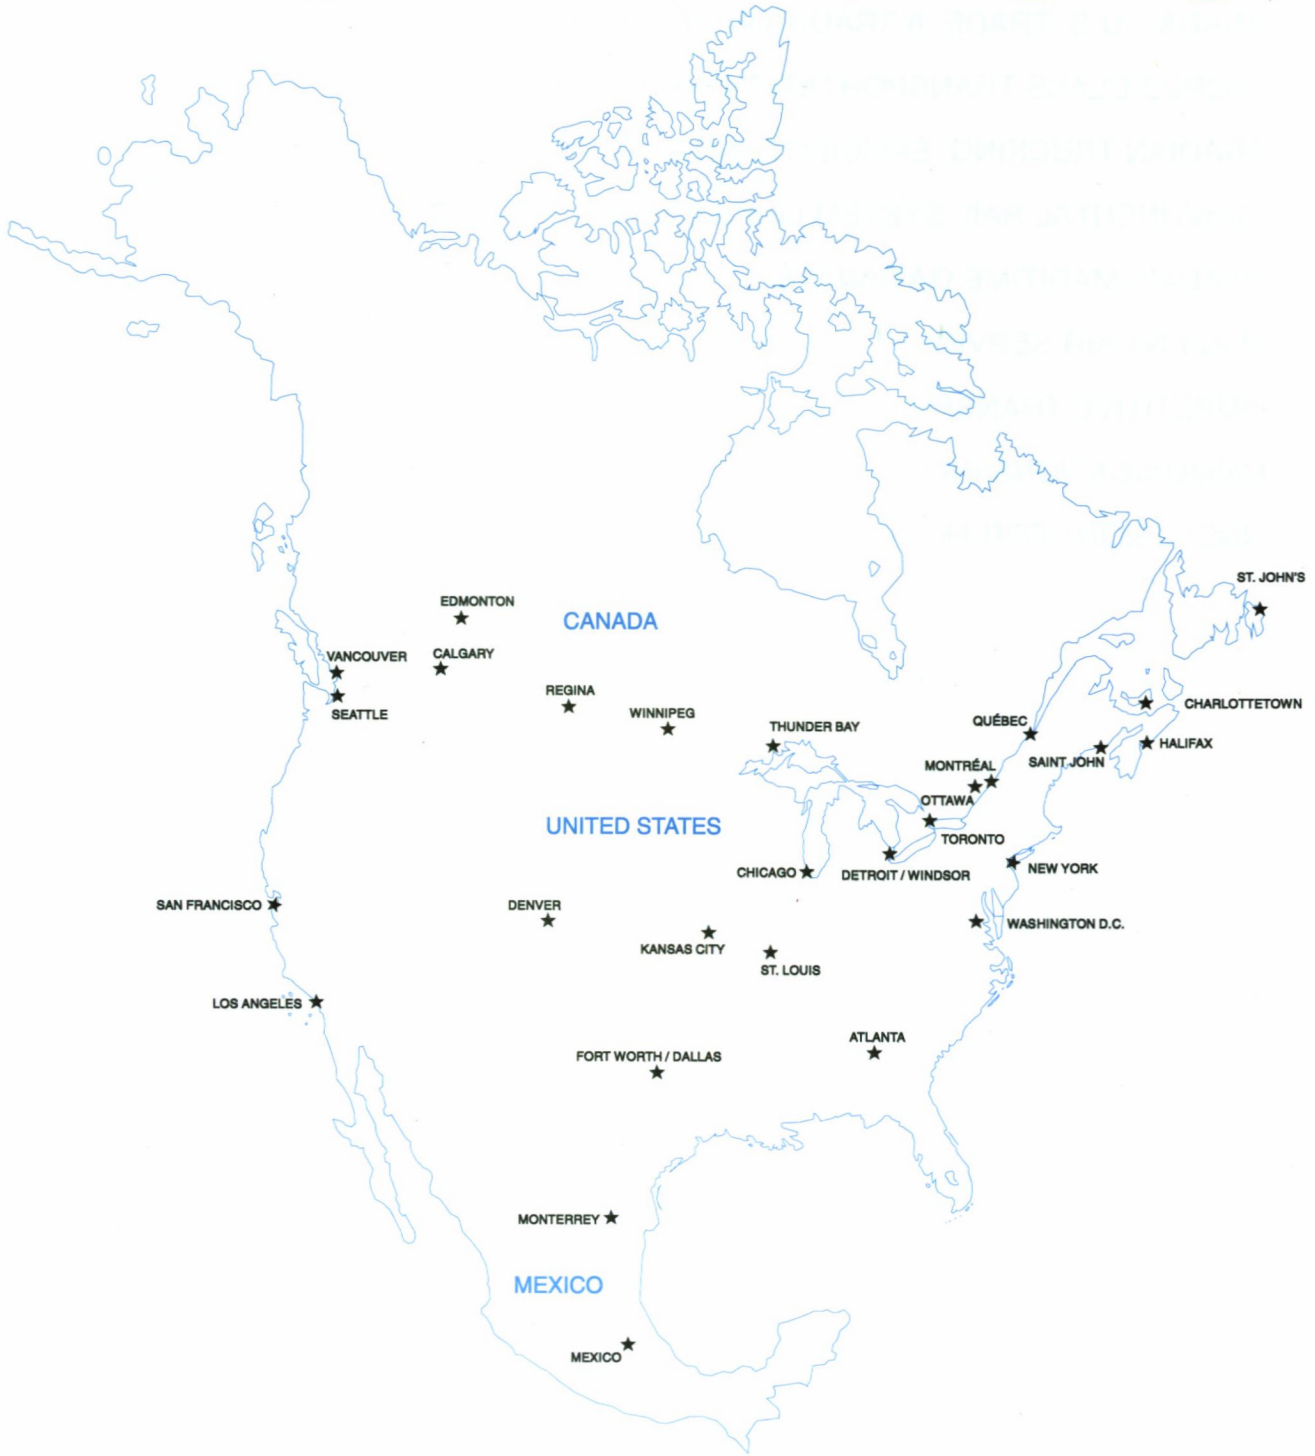 ST. JOHN'S
EDMONTON
CANADA
VANCOUVER
CALGARY
REGINA
CHARLOTTETOWN
SEATTLE
WINNIPEG
QUÉBEC
THUNDER BAY
HALIFAX
SAINT JOHN
MONTRÉAL
OTTAWA
UNITED STATES
TORONTO
NEW YORK
CHICAGO
DETROIT / WINDSOR
SAN FRANCISCO
DENVER
WASHINGTON D.C.
KANSAS CITY
ST. LOUIS
LOS ANGELES
ATLANTA
FORT WORTH / DALLAS
MONTERREY
MEXICO
MEXICO